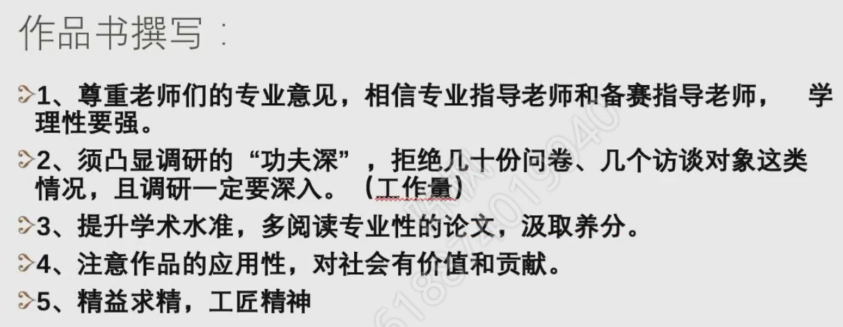 作品书撰写：
1、尊重老师们的专业意见，相信专业指导老师和备赛指导老师， 学
理性要强。
2、须凸显调研的“功夫深”，拒绝几十份问卷、几个访谈对象这类
情况，且调研一定要深入。（工作量）
3、提升学术水准，多阅读专业性的论文，汲取养分。
4、注意作品的应用性，对社会有价值和贡献。
5、精益求精，工匠精神